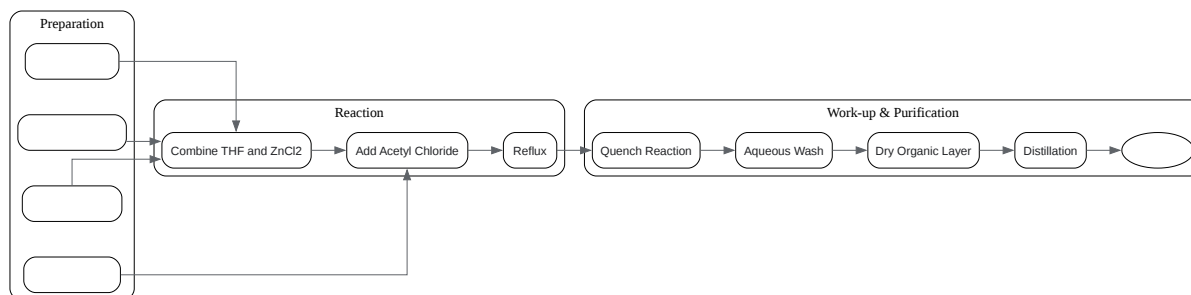 Preparation
Reaction
Work-up & Purification
Combine THF and ZnCl2
Add Acetyl Chloride
Reflux
Quench Reaction
Aqueous Wash
Dry Organic Layer
Distillation